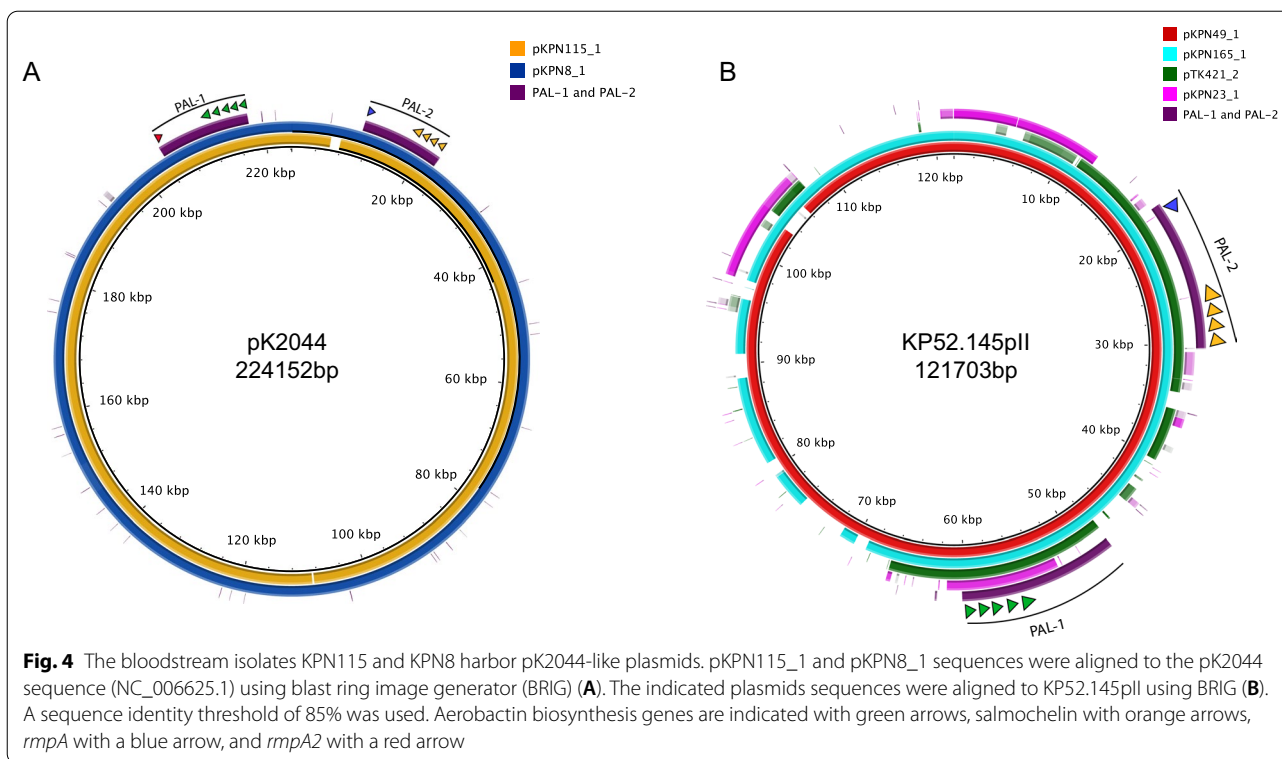 A
pKPN115_1
pKPN8_1
PAL-1 and PAL-2
PAL-1
PAL-2
220 kbp
20 kbp
40 kbp
60 kbp
80 kbp
100 kbp
120 kbp
140 kbp
160 kbp
180 kbp
200 kbp
pK2044
224152bp
B
pKPN49_1
pKPN165_1
pTK421_2
pKPN23_1
PAL-1 and PAL-2
PAL-2
PAL-1
120 kbp
10 kbp
20 kbp
30 kbp
40 kbp
50 kbp
60 kbp
70 kbp
80 kbp
90 kbp
100 kbp
110 kbp
KP52.145pII
121703bp
Fig. 4 The bloodstream isolates KPN115 and KPN8 harbor pK2044-like plasmids. pKPN115_1 and pKPN8_1 sequences were aligned to the pK2044
sequence (NC_006625.1) using blast ring image generator (BRIG) (A). The indicated plasmids sequences were aligned to KP52.145pII using BRIG (B).
A sequence identity threshold of 85% was used. Aerobactin biosynthesis genes are indicated with green arrows, salmochelin with orange arrows,
rmpA with a blue arrow, and rmpA2 with a red arrow